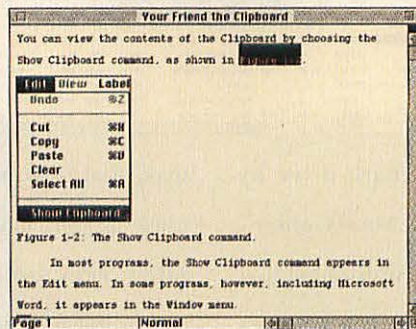 Your Friend the Clipboard
You can view the contents of the Clipboard by choosing the
Show Clipboard command, as shown in Figure 1-2.
Edit View Label
Undo ⌘Z
Cut ⌘X
Copy ⌘C
Paste ⌘V
Clear
Select All ⌘A
Show Clipboard
Figure 1-2: The Show Clipboard command.
In most programs, the Show Clipboard command appears in
the Edit menu. In some programs, however, including Microsoft
Word, it appears in the Window menu.
Page 1 Normal